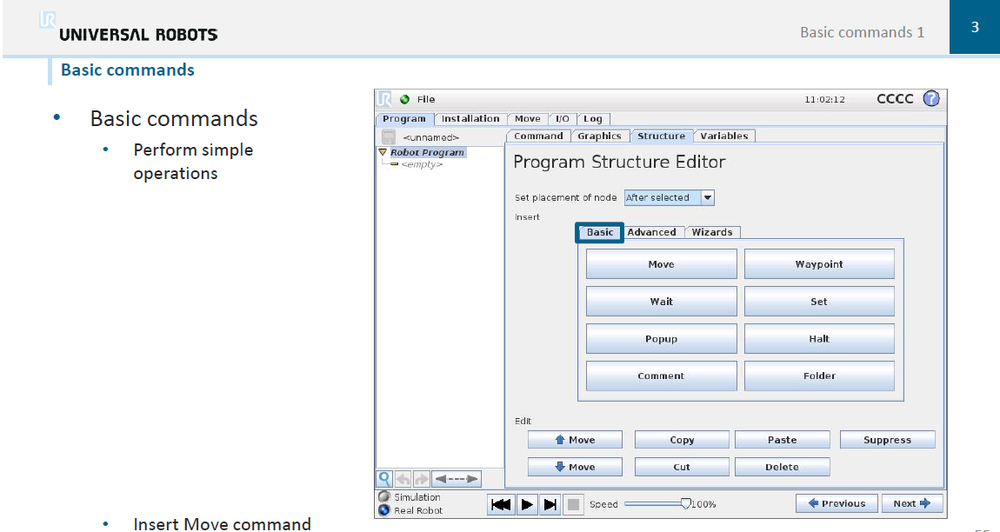 UR
UNIVERSAL ROBOTS
Basic commands 1
3
Basic commands
• Basic commands
• Perform simple
operations
UR File 11:02:12 CCCC ?
Program Installation Move I/O Log
<unnamed>
Command Graphics Structure Variables
Robot Program
<empty>
Program Structure Editor
Set placement of node After selected
Insert
Basic Advanced Wizards
Move Waypoint
Wait Set
Popup Halt
Comment Folder
Edit
Move Copy Paste Suppress
Move Cut Delete
Simulation
Real Robot
Speed 100%
Previous Next
• Insert Move command